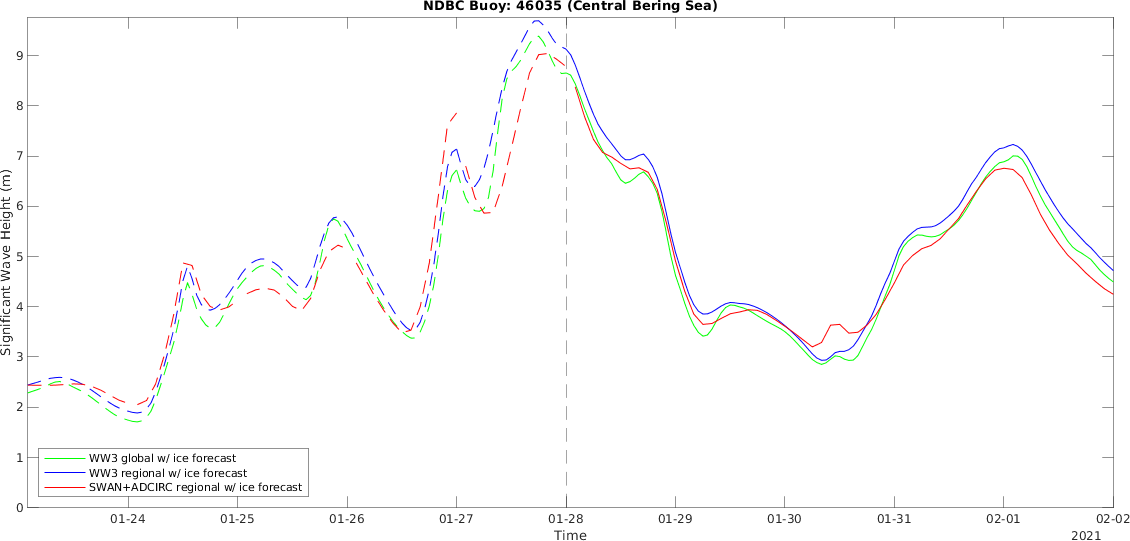 NDBC Buoy: 46035 (Central Bering Sea)
Significant Wave Height (m)
9
8
7
6
5
4
3
2
1
0
WW3 global w/ ice forecast
WW3 regional w/ ice forecast
SWAN+ADCIRC regional w/ ice forecast
01-24 01-25 01-26 01-27 01-28 01-29 01-30 01-31 02-01 02-02
Time
2021